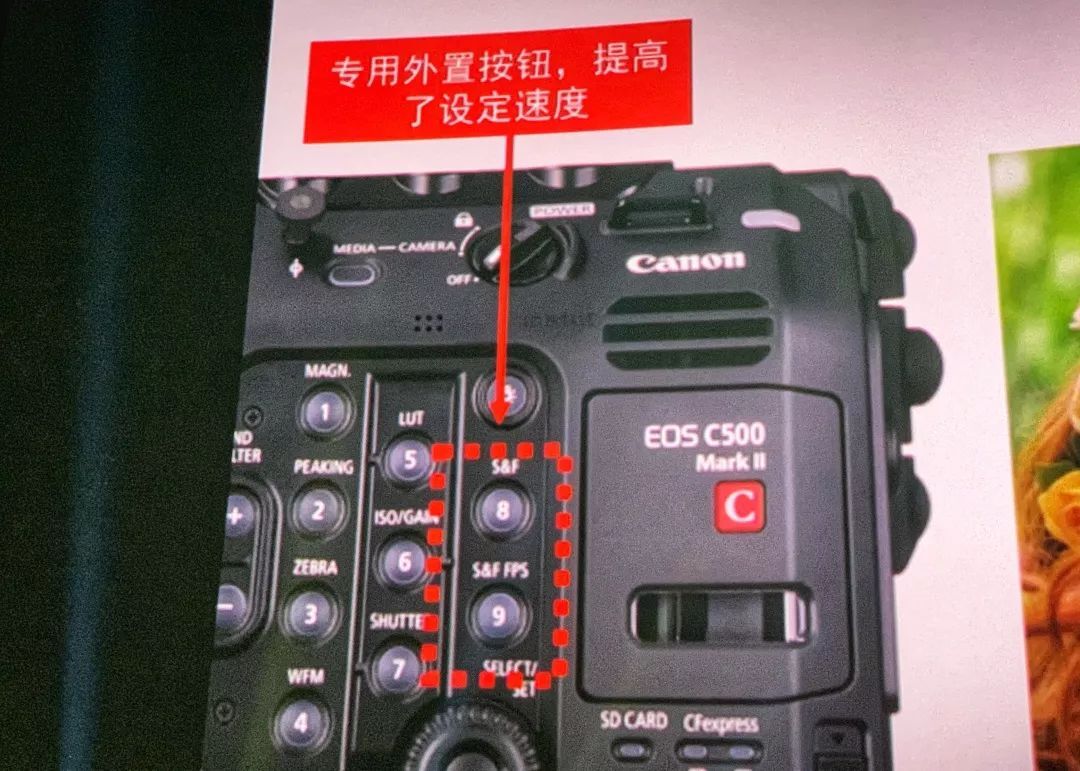 专用外置按钮，提高
了设定速度
POWER
MEDIA — CAMERA
OFF
Canon
MAGN.
1
LUT
5
EOS C500
Mark II
C
ND
PEAKING
2
S&F
8
+
ISO/GAIN
6
ZEBRA
3
S&F FPS
9
−
SHUTTE
7
SELECT/
SET
WFM
4
SD CARD
CFexpress